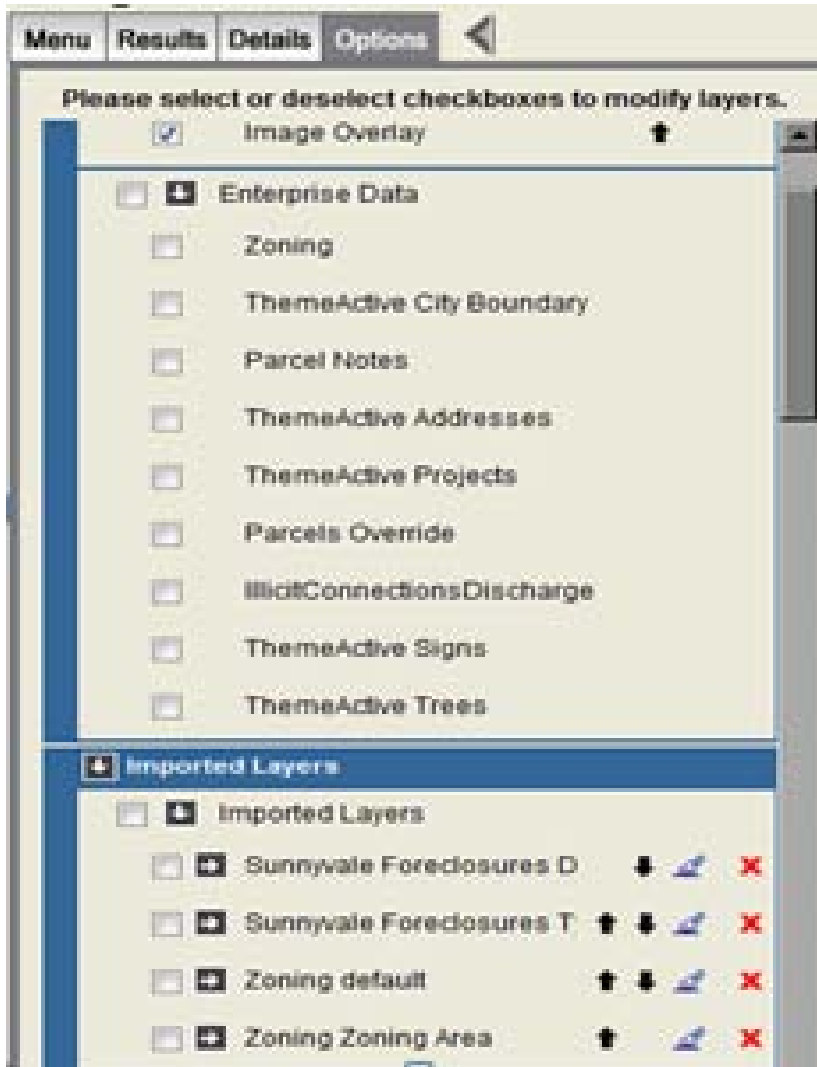 Menu Results Details Options
Please select or deselect checkboxes to modify layers.
Image Overlay
Enterprise Data
Zoning
ThemeActive City Boundary
Parcel Notes
ThemeActive Addresses
ThemeActive Projects
Parcels Override
IllicitConnectionsDischarge
ThemeActive Signs
ThemeActive Trees
Imported Layers
Imported Layers
Sunnyvale Foreclosures D
Sunnyvale Foreclosures T
Zoning default
Zoning Zoning Area